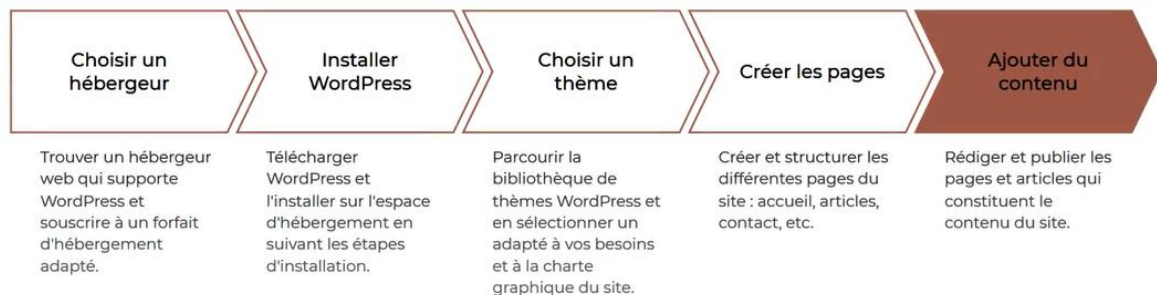 Choisir un
hébergeur
Installer
WordPress
Choisir un
thème
Créer les pages
Ajouter du
contenu
Trouver un hébergeur
web qui supporte
WordPress et
souscrire à un forfait
d'hébergement
adapté.
Télécharger
WordPress et
l'installer sur l'espace
d'hébergement en
suivant les étapes
d'installation.
Parcourir la
bibliothèque de
thèmes WordPress et
en sélectionner un
adapté à vos besoins
et à la charte
graphique du site.
Créer et structurer les
différentes pages du
site : accueil, articles,
contact, etc.
Rédiger et publier les
pages et articles qui
constituent le
contenu du site.